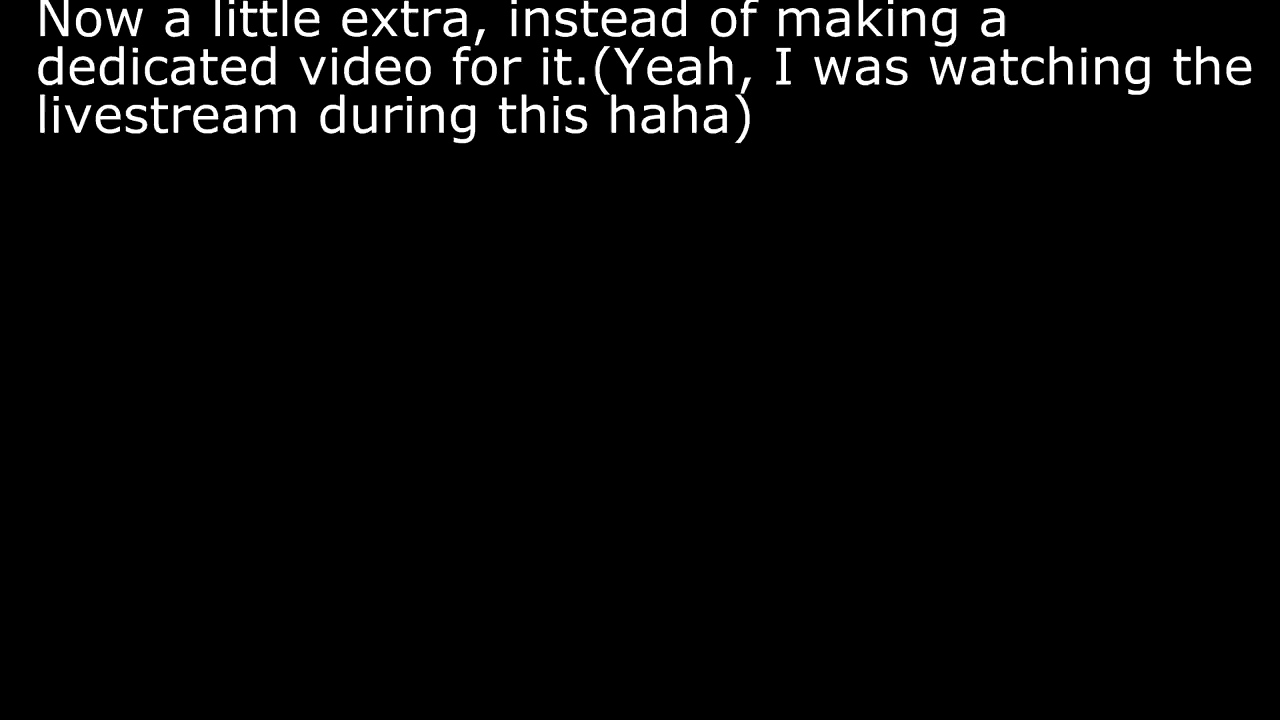 Now a little extra, instead of making a
dedicated video for it.(Yeah, I was watching the
livestream during this haha)